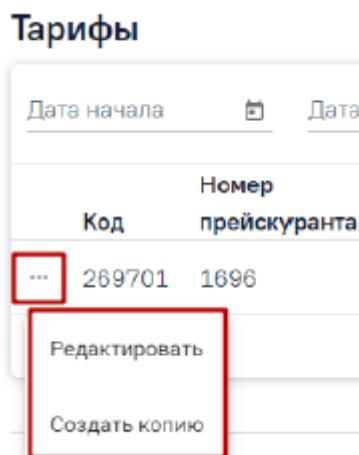 Тарифы
Дата начала Дата
Номер
Код прейскуранта
··· 269701 1696
Редактировать
Создать копию